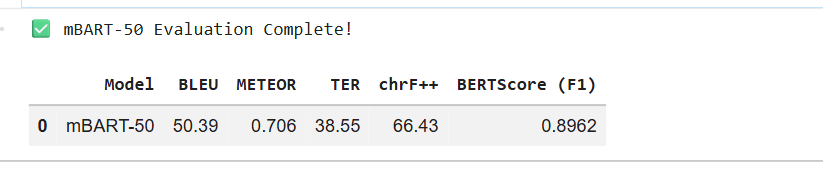 ✅ mBART-50 Evaluation Complete!
Model BLEU METEOR TER chrF++ BERTScore (F1)
0 mBART-50 50.39 0.706 38.55 66.43 0.8962